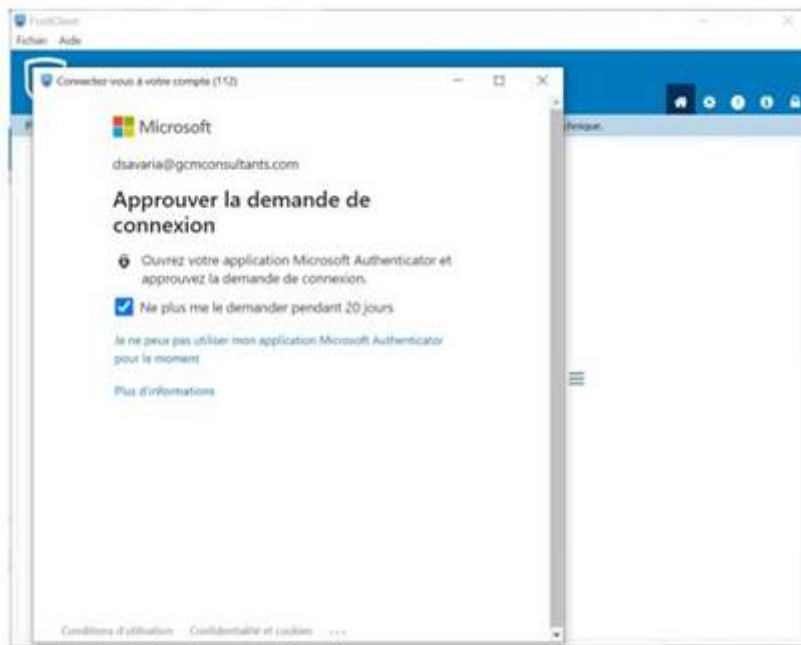 FortiClient
Fichier Aide
Connectez-vous à votre compte (112)
chnique.
Microsoft
dsavaria@gcmconsultants.com
Approuver la demande de
connexion
Ouvrez votre application Microsoft Authenticator et
approuvez la demande de connexion.
Ne plus me le demander pendant 20 jours
Je ne peux pas utiliser mon application Microsoft Authenticator
pour le moment
Plus d'informations
Conditions d'utilisation Confidentialité et cookies ...